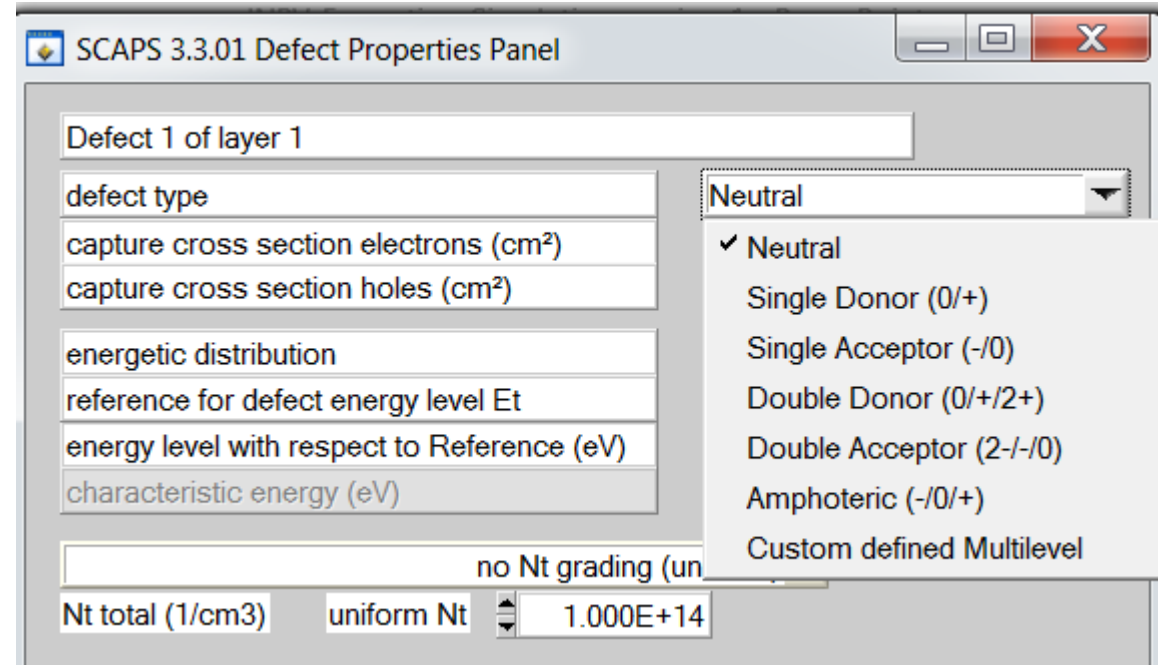 SCAPS 3.3.01 Defect Properties Panel
Defect 1 of layer 1
defect type
Neutral
capture cross section electrons (cm²)
Neutral
capture cross section holes (cm²)
Single Donor (0/+)
Single Acceptor (-/0)
energetic distribution
Double Donor (0/+/2+)
reference for defect energy level Et
energy level with respect to Reference (eV)
Double Acceptor (2-/-/0)
characteristic energy (eV)
Amphoteric (-/0/+)
Custom defined Multilevel
no Nt grading (un
Nt total (1/cm3) uniform Nt 1.000E+14